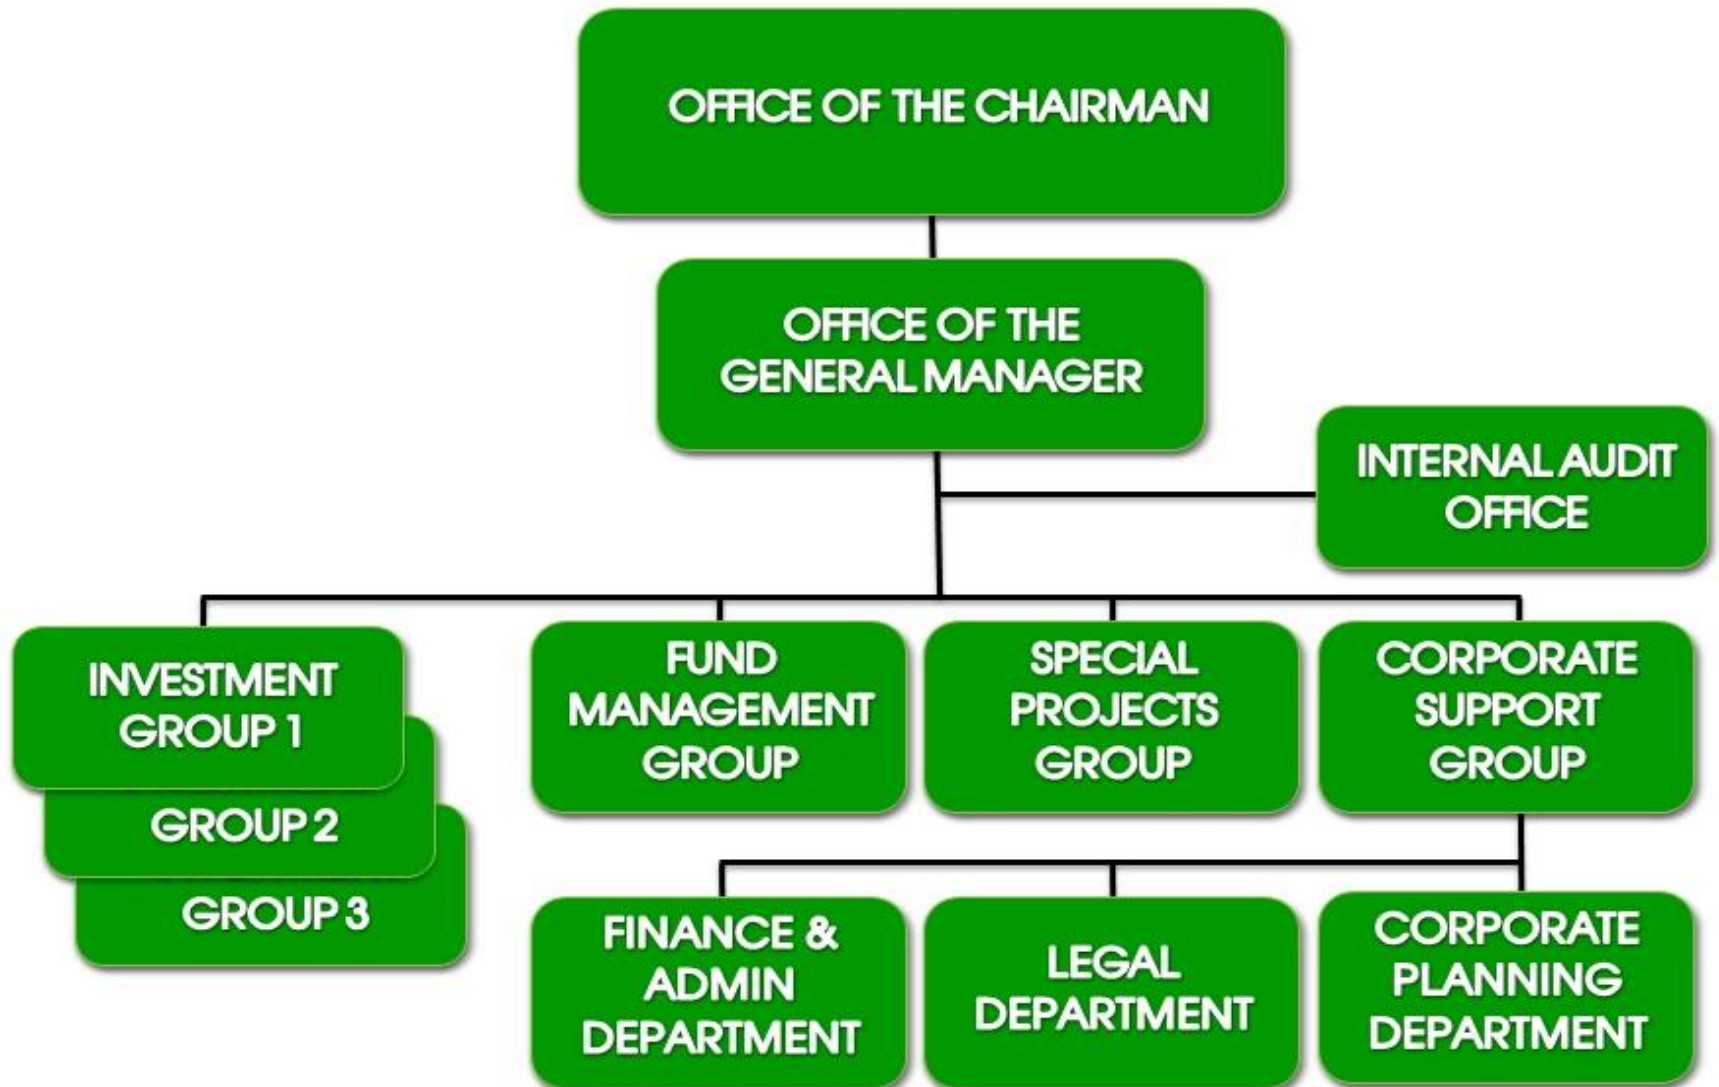 OFFICE OF THE CHAIRMAN
OFFICE OF THE
GENERAL MANAGER
INTERNAL AUDIT
OFFICE
INVESTMENT
GROUP 1
GROUP 2
GROUP 3
FUND
MANAGEMENT
GROUP
SPECIAL
PROJECTS
GROUP
CORPORATE
SUPPORT
GROUP
FINANCE &
ADMIN
DEPARTMENT
LEGAL
DEPARTMENT
CORPORATE
PLANNING
DEPARTMENT